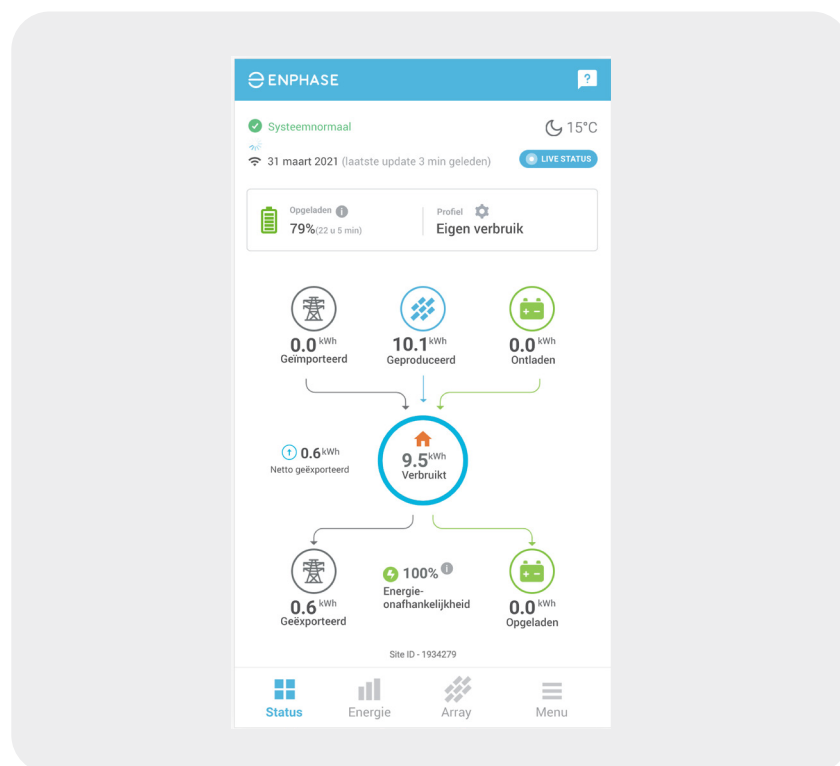 ENPHASE
?
Systeemnormaal
15°C
31 maart 2021 (laatste update 3 min geleden)
LIVE STATUS
Opgeladen i
79%(22 u 5 min)
Profiel
Eigen verbruik
0.0 kWh
Geïmporteerd
10.1 kWh
Geproduceerd
0.0 kWh
Ontladen
0.6 kWh
Netto geëxporteerd
9.5 kWh
Verbruikt
0.6 kWh
Geëxporteerd
100% i
Energie-
onafhankelijkheid
0.0 kWh
Opgeladen
Site ID - 1934279
Status
Energie
Array
Menu